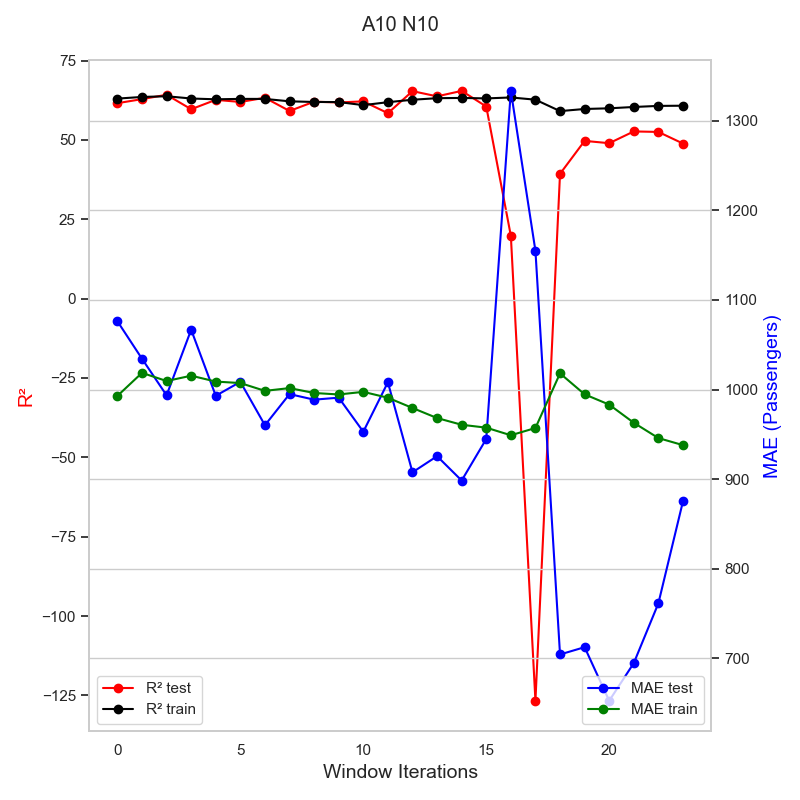 A10 N10
75
50
25
0
−25
−50
−75
−100
−125
R²
1300
1200
1100
1000
900
800
700
MAE (Passengers)
R² test
R² train
MAE test
MAE train
0 5 10 15 20
Window Iterations